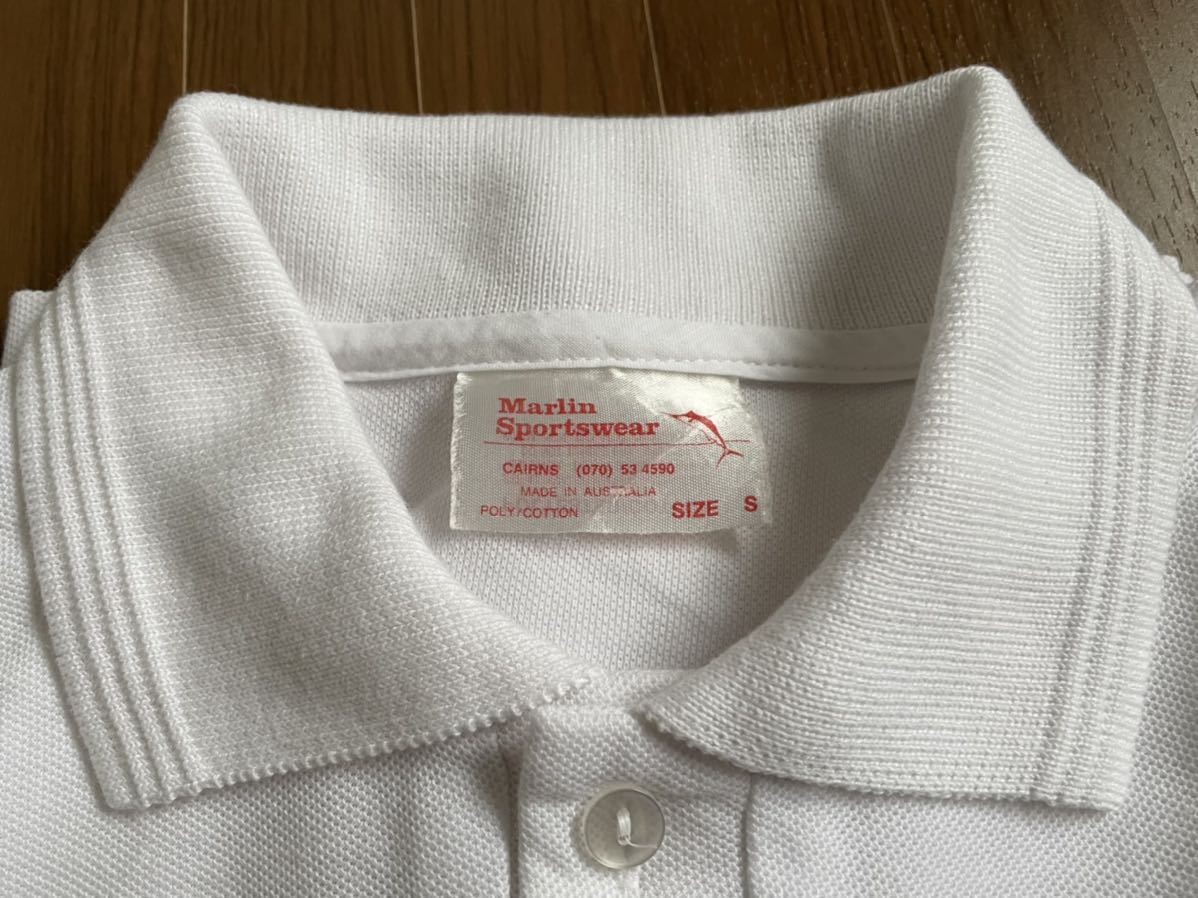 Marlin
Sportswear
CAIRNS (070) 53 4590
MADE IN AUSTRALIA
POLY/COTTON SIZE S